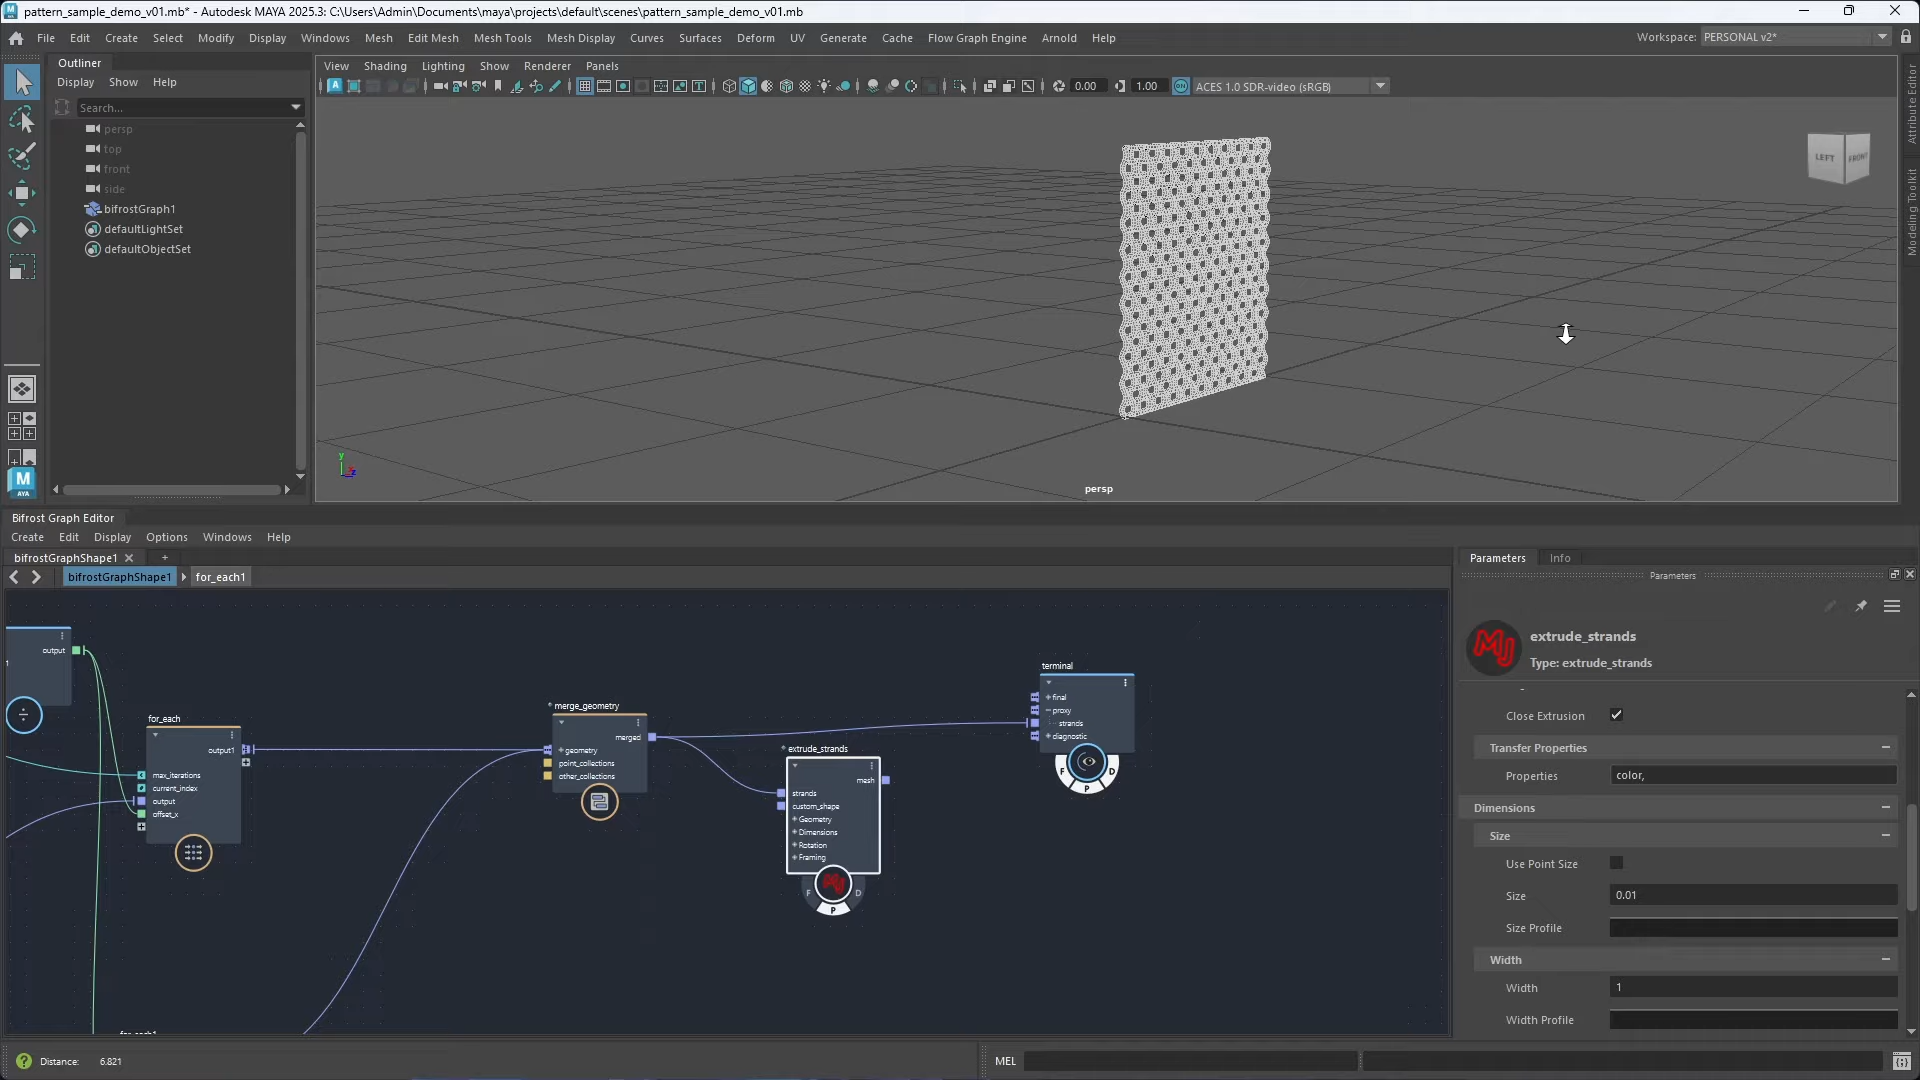 pattern_sample_demo_v01.mb* - Autodesk MAYA 2025.3: C:\Users\Admin\Documents\maya\projects\default\scenes\pattern_sample_demo_v01.mb
File Edit Create Select Modify Display Windows Mesh Edit Mesh Mesh Tools Mesh Display Curves Surfaces Deform UV Generate Cache Flow Graph Engine Arnold Help
Workspace: PERSONAL v2*
Outliner
Display Show Help
Search...
persp
top
front
side
bifrostGraph1
defaultLightSet
defaultObjectSet
M
AYA
View Shading Lighting Show Renderer Panels
0.00
1.00
ACES 1.0 SDR-video (sRGB)
LEFT
FRONT
y
z
persp
Attribute Editor
Modeling Toolkit
Bifrost Graph Editor
Create Edit Display Options Windows Help
bifrostGraphShape1
bifrostGraphShape1
for_each1
output
for_each
output1
max_iterations
current_index
output
offset_x
merge_geometry
merged
geometry
point_collections
other_collections
extrude_strands
mesh
strands
custom_shape
Geometry
Dimensions
Rotation
Framing
F
D
P
terminal
final
proxy
strands
diagnostic
F
D
P
Parameters
Info
Parameters
extrude_strands
Type: extrude_strands
Close Extrusion
Transfer Properties
Properties
color,
Dimensions
Size
Use Point Size
Size
0.01
Size Profile
Width
Width
1
Width Profile
Distance: 6.821
MEL